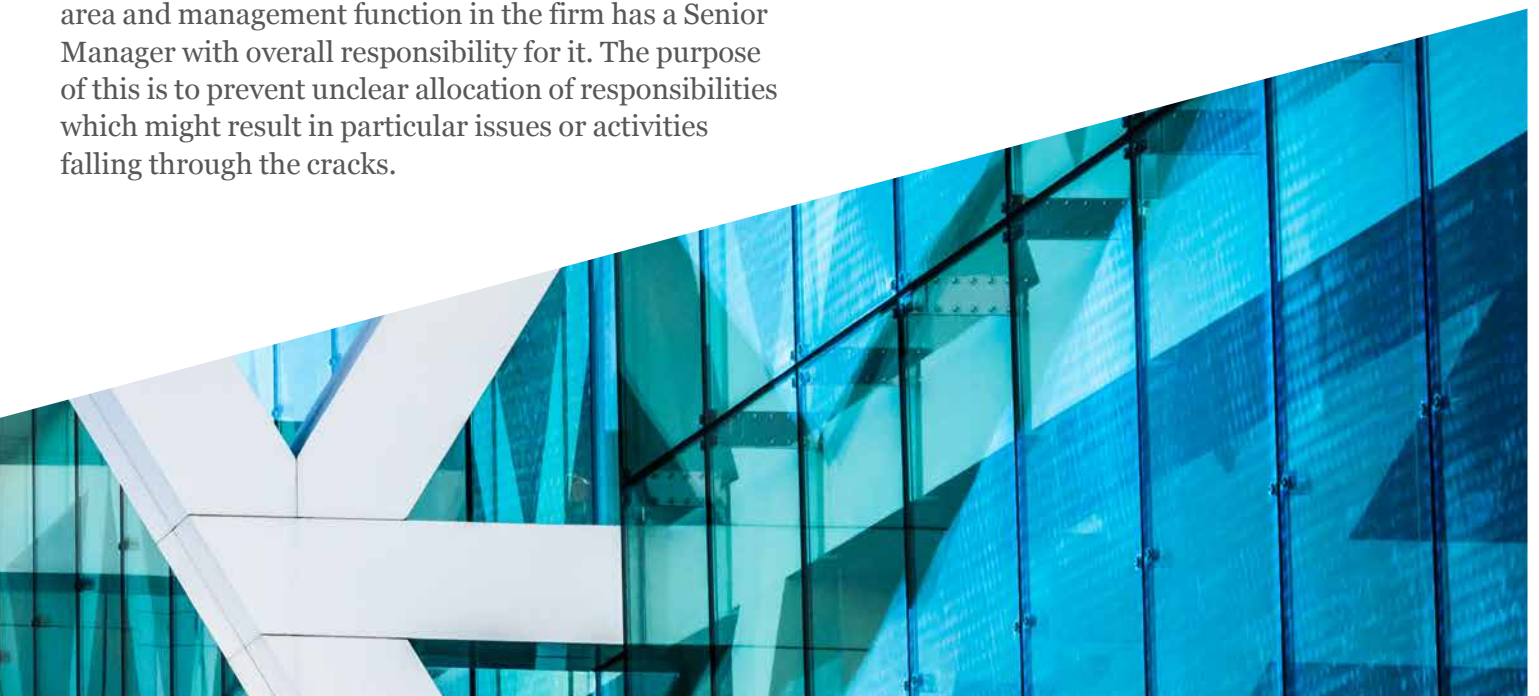 area and management function in the firm has a Senior
Manager with overall responsibility for it. The purpose
of this is to prevent unclear allocation of responsibilities
which might result in particular issues or activities
falling through the cracks.